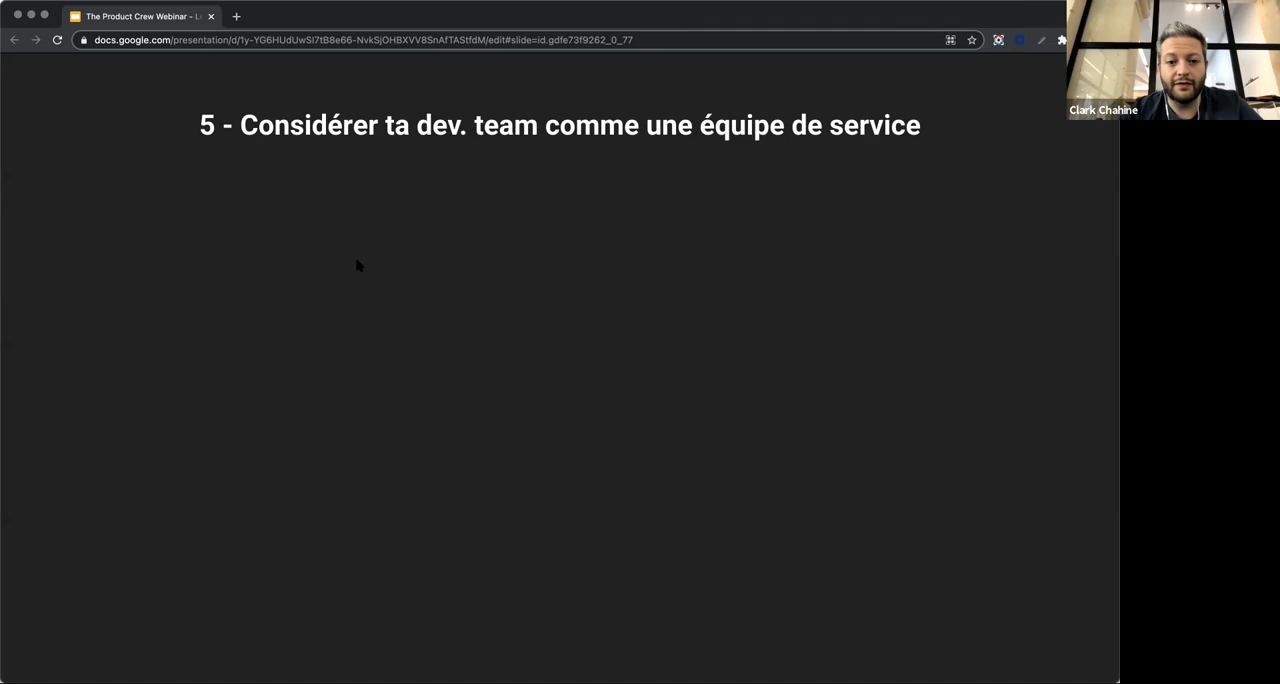 The Product Crew Webinar - L
docs.google.com/presentation/d/1y-YG6HUdUwSI7tB8e66-NvkSjOHBXVV8SnAfTAStfdM/edit#slide=id.gdfe73f9262_0_77
Clark Chahine
5 - Considérer ta dev. team comme une équipe de service